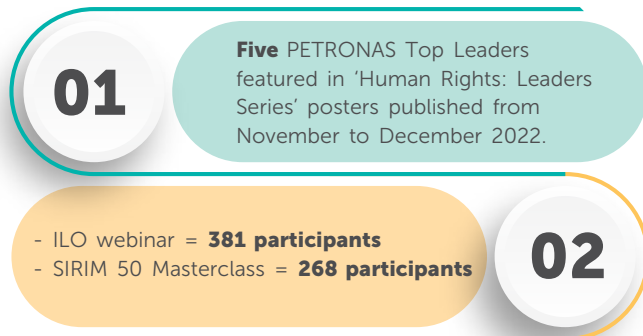 01
Five PETRONAS Top Leaders
featured in ‘Human Rights: Leaders
Series’ posters published from
November to December 2022.
- ILO webinar = 381 participants
- SIRIM 50 Masterclass = 268 participants
02